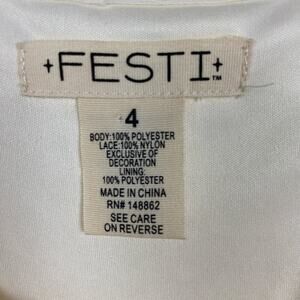 +FESTI+™
4
BODY:100% POLYESTER
LACE:100% NYLON
EXCLUSIVE OF
DECORATION
LINING:
100% POLYESTER
MADE IN CHINA
RN# 148862
SEE CARE
ON REVERSE